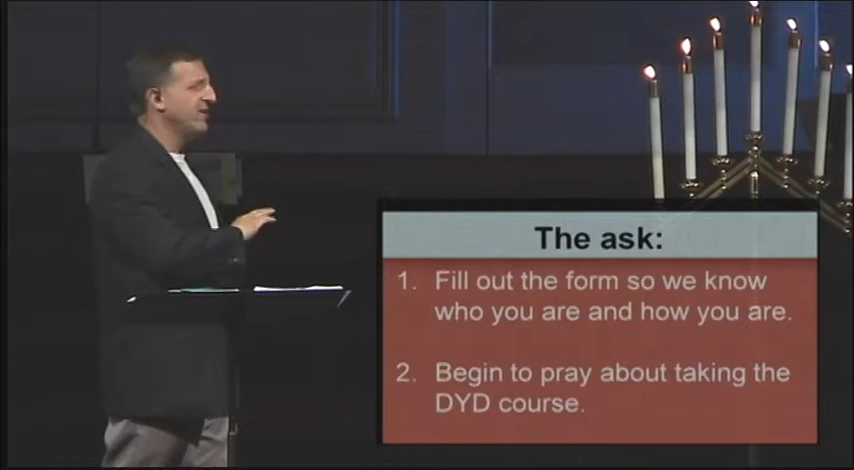 The ask:
1. Fill out the form so we know
who you are and how you are.
2. Begin to pray about taking the
DYD course.